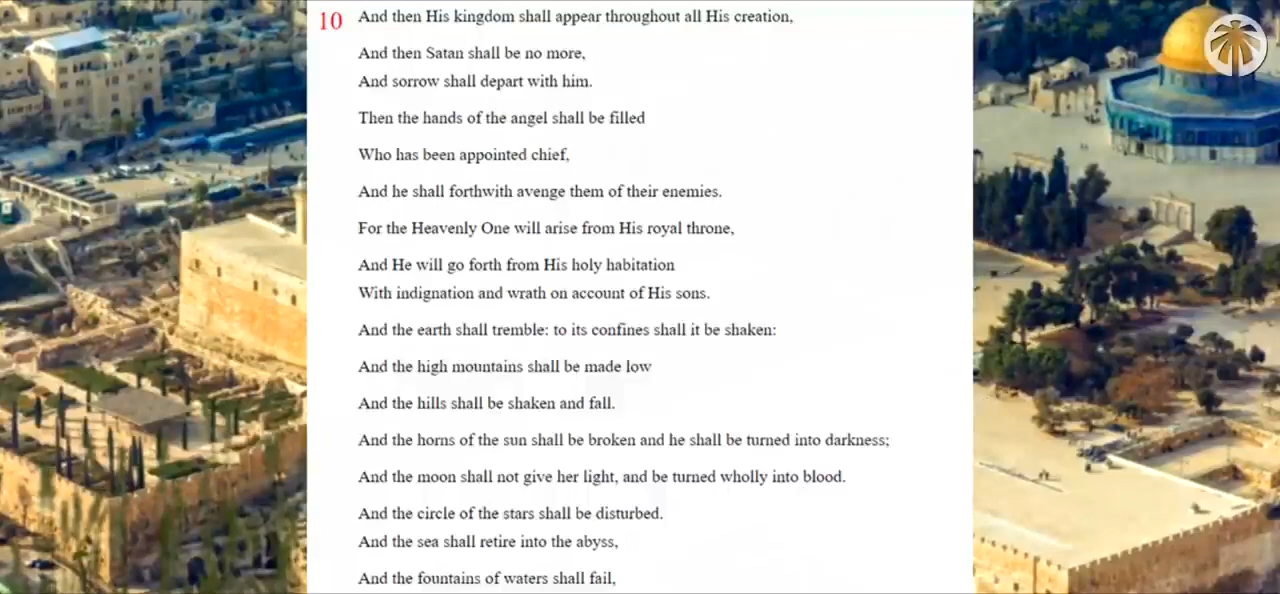 10 And then His kingdom shall appear throughout all His creation,
And then Satan shall be no more,
And sorrow shall depart with him.
Then the hands of the angel shall be filled
Who has been appointed chief,
And he shall forthwith avenge them of their enemies.
For the Heavenly One will arise from His royal throne,
And He will go forth from His holy habitation
With indignation and wrath on account of His sons.
And the earth shall tremble: to its confines shall it be shaken:
And the high mountains shall be made low
And the hills shall be shaken and fall.
And the horns of the sun shall be broken and he shall be turned into darkness;
And the moon shall not give her light, and be turned wholly into blood.
And the circle of the stars shall be disturbed.
And the sea shall retire into the abyss,
And the fountains of waters shall fail,